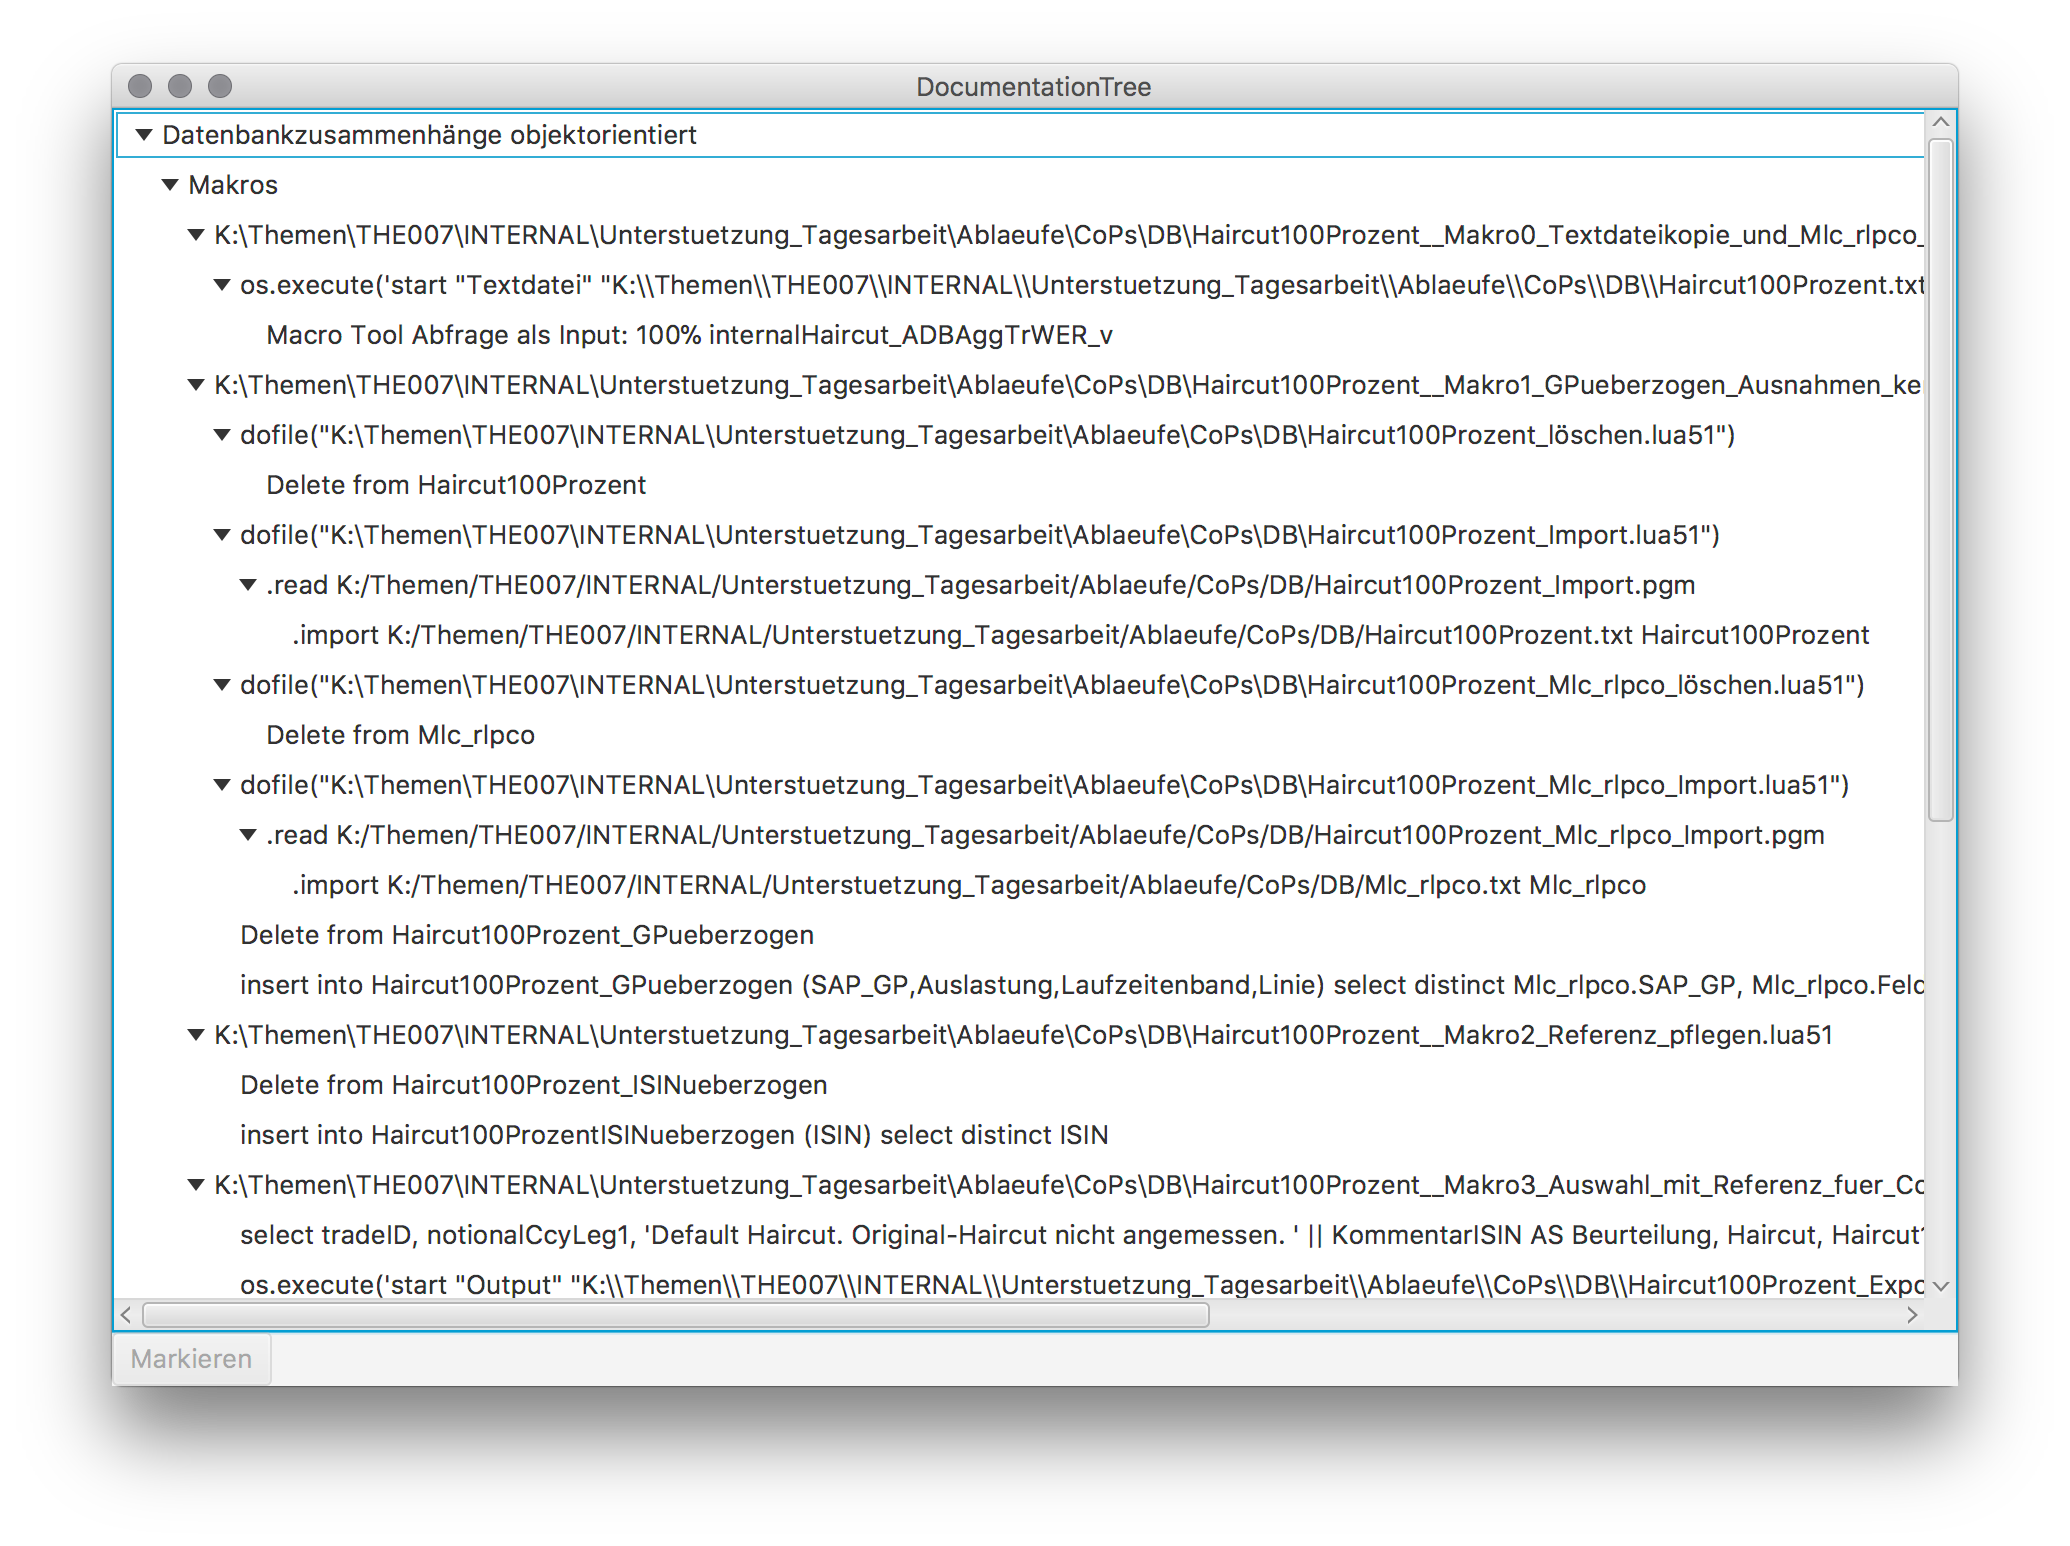 DocumentationTree
Datenbankzusammenhänge objektorientiert
Makros
K:\Themen\THE007\INTERNAL\Unterstuetzung_Tagesarbeit\Ablaeufe\CoPs\DB\Haircut100Prozent__Makro0_Textdateikopie_und_Mlc_rlpco_
os.execute('start "Textdatei" "K:\\Themen\\THE007\\INTERNAL\\Unterstuetzung_Tagesarbeit\\Ablaeufe\\CoPs\\DB\\Haircut100Prozent.txt
Macro Tool Abfrage als Input: 100% internalHaircut_ADBAggTrWER_v
K:\Themen\THE007\INTERNAL\Unterstuetzung_Tagesarbeit\Ablaeufe\CoPs\DB\Haircut100Prozent__Makro1_GPueberzogen_Ausnahmen_ke
dofile("K:\Themen\THE007\INTERNAL\Unterstuetzung_Tagesarbeit\Ablaeufe\CoPs\DB\Haircut100Prozent_löschen.lua51")
Delete from Haircut100Prozent
dofile("K:\Themen\THE007\INTERNAL\Unterstuetzung_Tagesarbeit\Ablaeufe\CoPs\DB\Haircut100Prozent_Import.lua51")
.read K:/Themen/THE007/INTERNAL/Unterstuetzung_Tagesarbeit/Ablaeufe/CoPs/DB/Haircut100Prozent_Import.pgm
.import K:/Themen/THE007/INTERNAL/Unterstuetzung_Tagesarbeit/Ablaeufe/CoPs/DB/Haircut100Prozent.txt Haircut100Prozent
dofile("K:\Themen\THE007\INTERNAL\Unterstuetzung_Tagesarbeit\Ablaeufe\CoPs\DB\Haircut100Prozent_Mlc_rlpco_löschen.lua51")
Delete from Mlc_rlpco
dofile("K:\Themen\THE007\INTERNAL\Unterstuetzung_Tagesarbeit\Ablaeufe\CoPs\DB\Haircut100Prozent_Mlc_rlpco_Import.lua51")
.read K:/Themen/THE007/INTERNAL/Unterstuetzung_Tagesarbeit/Ablaeufe/CoPs/DB/Haircut100Prozent_Mlc_rlpco_Import.pgm
.import K:/Themen/THE007/INTERNAL/Unterstuetzung_Tagesarbeit/Ablaeufe/CoPs/DB/Mlc_rlpco.txt Mlc_rlpco
Delete from Haircut100Prozent_GPueberzogen
insert into Haircut100Prozent_GPueberzogen (SAP_GP,Auslastung,Laufzeitenband,Linie) select distinct Mlc_rlpco.SAP_GP, Mlc_rlpco.Feld
K:\Themen\THE007\INTERNAL\Unterstuetzung_Tagesarbeit\Ablaeufe\CoPs\DB\Haircut100Prozent__Makro2_Referenz_pflegen.lua51
Delete from Haircut100Prozent_ISINueberzogen
insert into Haircut100ProzentISINueberzogen (ISIN) select distinct ISIN
K:\Themen\THE007\INTERNAL\Unterstuetzung_Tagesarbeit\Ablaeufe\CoPs\DB\Haircut100Prozent__Makro3_Auswahl_mit_Referenz_fuer_Co
select tradeID, notionalCcyLeg1, 'Default Haircut. Original-Haircut nicht angemessen. ' || KommentarISIN AS Beurteilung, Haircut, Haircut1
os.execute('start "Output" "K:\\Themen\\THE007\\INTERNAL\\Unterstuetzung_Tagesarbeit\\Ablaeufe\\CoPs\\DB\\Haircut100Prozent_Expo
Markieren